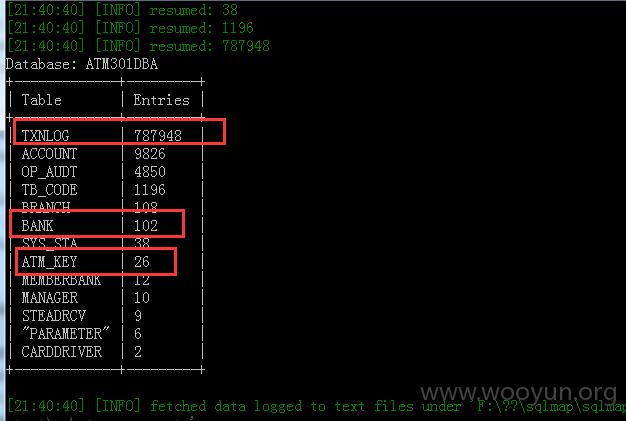 [21:40:40] [INFO] resumed: 38
[21:40:40] [INFO] resumed: 1196
[21:40:40] [INFO] resumed: 787948
Database: ATM301DBA
+--------------+---------+
| Table | Entries |
+--------------+---------+
| TXNLOG | 787948 |
| ACCOUNT | 9826 |
| OP_AUDT | 4850 |
| TB_CODE | 1196 |
| BRANCH | 108 |
| BANK | 102 |
| SYS_STA | 38 |
| ATM_KEY | 26 |
| MEMBERBANK | 12 |
| MANAGER | 10 |
| STEADRCV | 9 |
| "PARAMETER" | 6 |
| CARDDRIVER | 2 |
+--------------+---------+
www.wooyun.org
[21:40:40] [INFO] fetched data logged to text files under 'F:\??\sqlmap\sqlmap